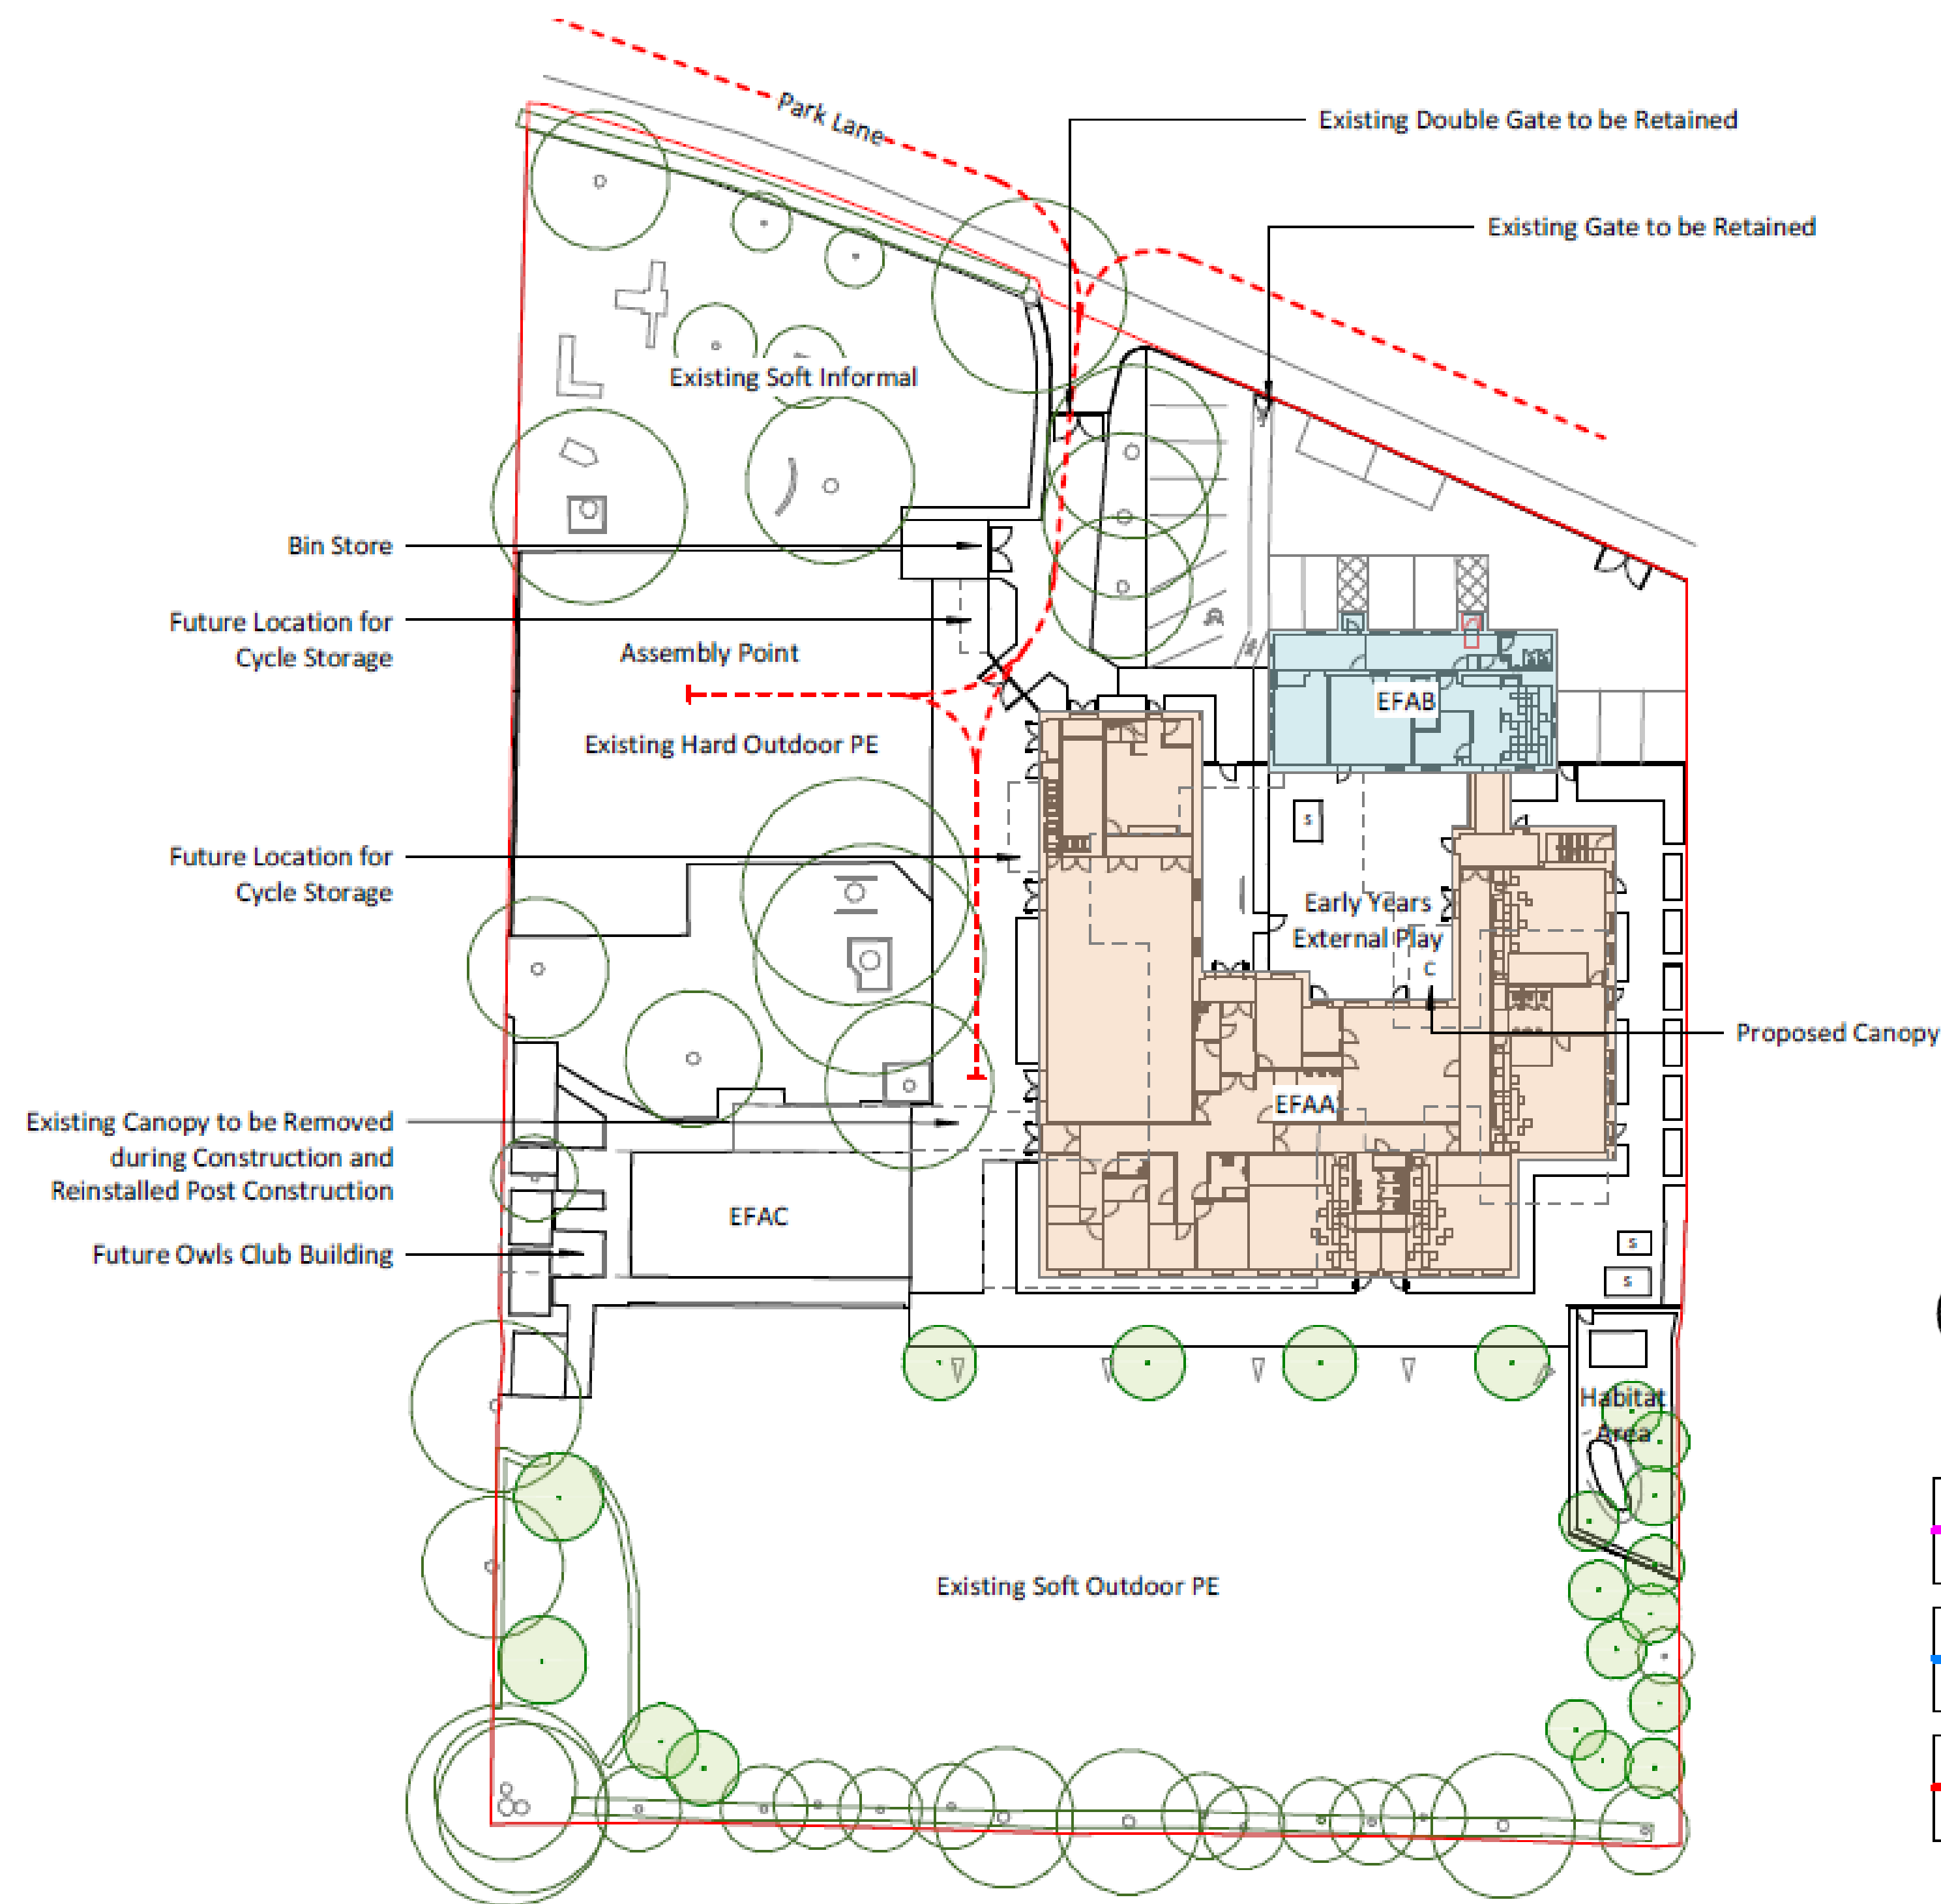 Park Lane
Existing Double Gate to be Retained
Existing Gate to be Retained
Existing Soft Informal
Bin Store
Future Location for
Cycle Storage
Assembly Point
EFAB
Existing Hard Outdoor PE
S
Future Location for
Cycle Storage
Early Years
External Play
C
Proposed Canopy
EFAA
Existing Canopy to be Removed
during Construction and
Reinstalled Post Construction
EFAC
S
Future Owls Club Building
S
Habitat
Area
Existing Soft Outdoor PE